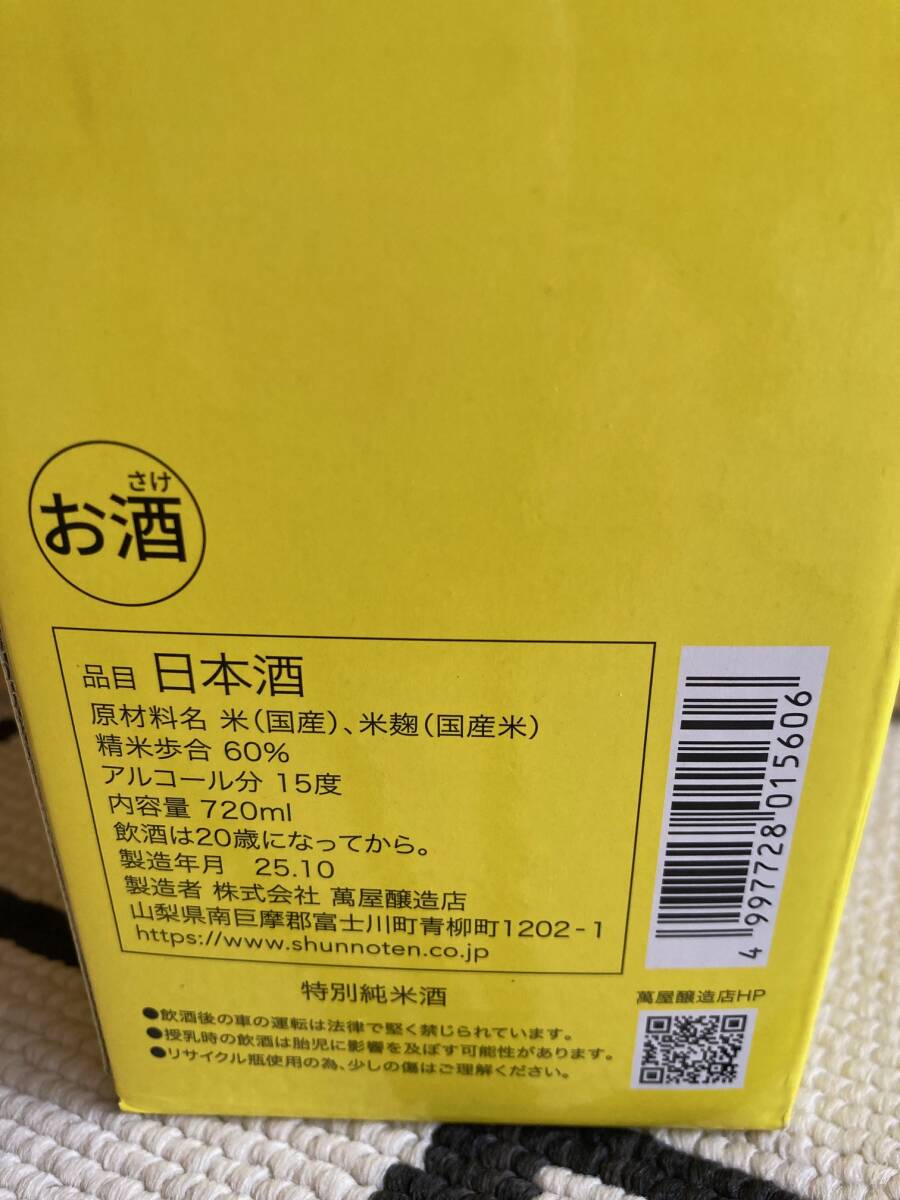 さけ
お酒
品目 日本酒
原材料名 米(国産)、米麹(国産米)
精米歩合 60%
アルコール分 15度
内容量 720ml
飲酒は20歳になってから。
製造年月 25.10
製造者 株式会社 萬屋醸造店
山梨県南巨摩郡富士川町青柳町1202-1
https://www.shunnoten.co.jp
特別純米酒
●飲酒後の車の運転は法律で堅く禁じられています。
●授乳時の飲酒は胎児に影響を及ぼす可能性があります。
●リサイクル瓶使用の為、少しの傷はご理解ください。
4 997728 015606
萬屋醸造店HP